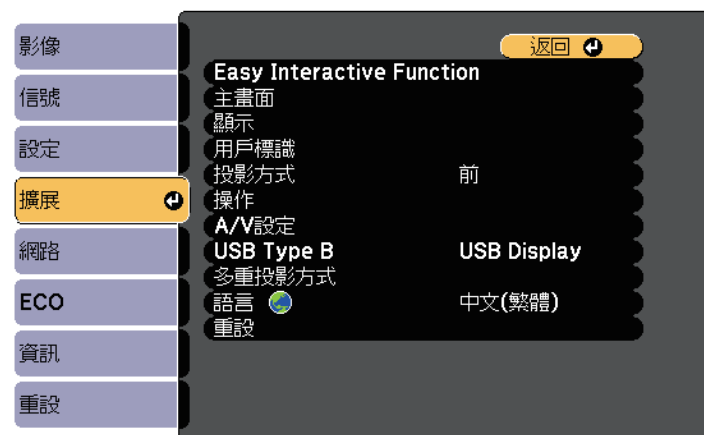 影像
信號
設定
擴展
網路
ECO
資訊
重設
返回
Easy Interactive Function
主畫面
顯示
用戶標識
投影方式 前
操作
A/V設定
USB Type B USB Display
多重投影方式
語言 中文(繁體)
重設